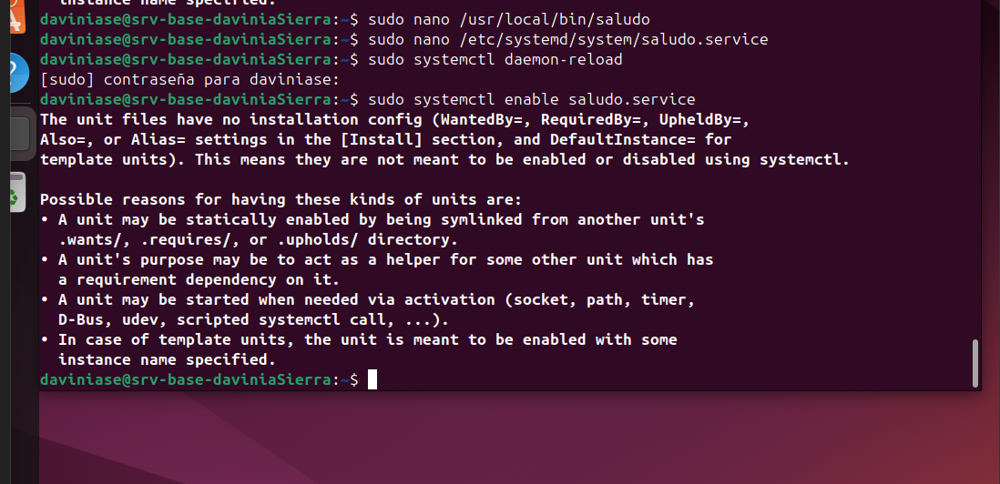 instance name specified.
daviniase@srv-base-daviniaSierra:~$ sudo nano /usr/local/bin/saludo
daviniase@srv-base-daviniaSierra:~$ sudo nano /etc/systemd/system/saludo.service
daviniase@srv-base-daviniaSierra:~$ sudo systemctl daemon-reload
[sudo] contraseña para daviniase:
daviniase@srv-base-daviniaSierra:~$ sudo systemctl enable saludo.service
The unit files have no installation config (WantedBy=, RequiredBy=, UpheldBy=,
Also=, or Alias= settings in the [Install] section, and DefaultInstance= for
template units). This means they are not meant to be enabled or disabled using systemctl.

Possible reasons for having these kinds of units are:
• A unit may be statically enabled by being symlinked from another unit's
.wants/, .requires/, or .upholds/ directory.
• A unit's purpose may be to act as a helper for some other unit which has
a requirement dependency on it.
• A unit may be started when needed via activation (socket, path, timer,
D-Bus, udev, scripted systemctl call, ...).
• In case of template units, the unit is meant to be enabled with some
instance name specified.
daviniase@srv-base-daviniaSierra:~$